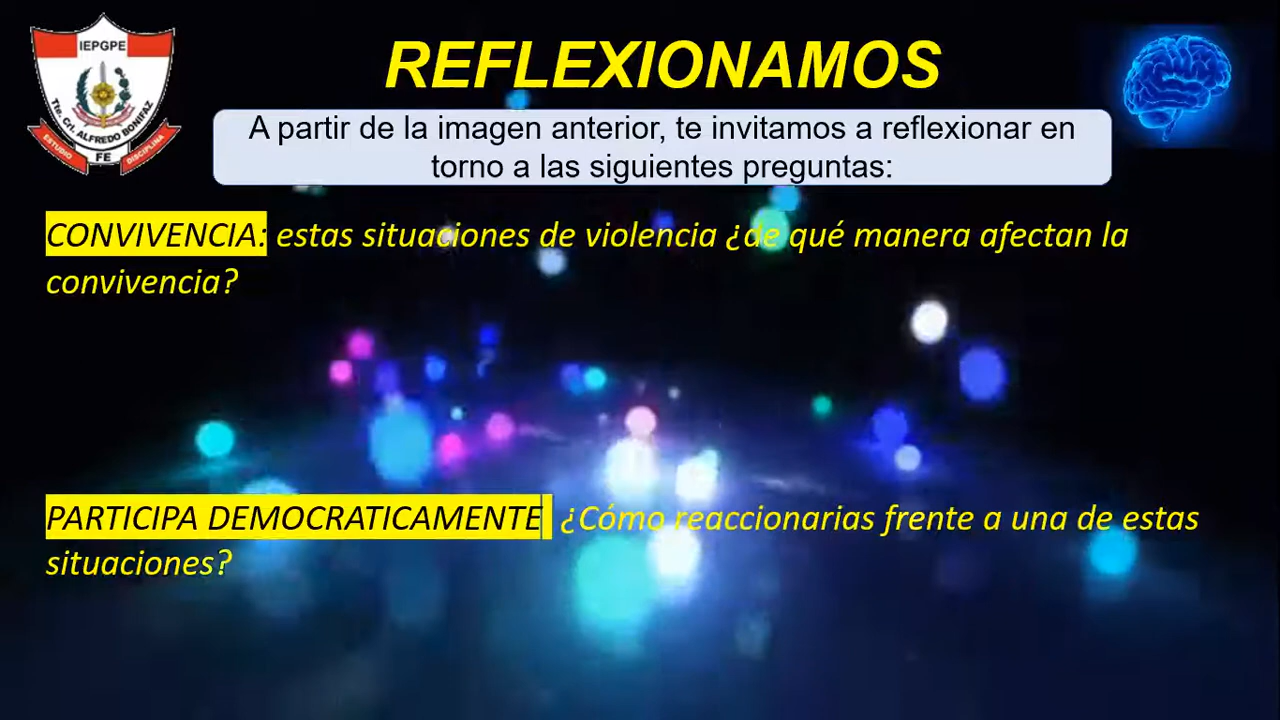 IEPGPE
Tte. Crl. ALFREDO BONIFAZ
FE
ESTUDIO
DISCIPLINA
REFLEXIONAMOS
A partir de la imagen anterior, te invitamos a reflexionar en
torno a las siguientes preguntas:
CONVIVENCIA: estas situaciones de violencia ¿de qué manera afectan la
convivencia?
PARTICIPA DEMOCRATICAMENTE ¿Cómo reaccionarias frente a una de estas
situaciones?